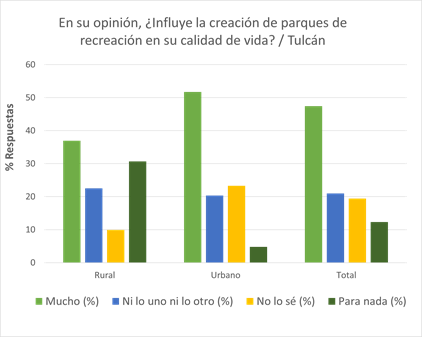 En su opinión, ¿Influye la creación de parques de
recreación en su calidad de vida? / Tulcán
% Respuestas
60
50
40
30
20
10
0
Rural
Urbano
Total
Mucho (%)
Ni lo uno ni lo otro (%)
No lo sé (%)
Para nada (%)